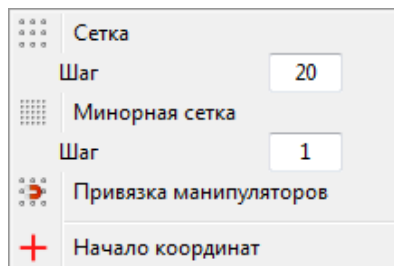 Сетка
Шаг 20
Минорная сетка
Шаг 1
Привязка манипуляторов
Начало координат